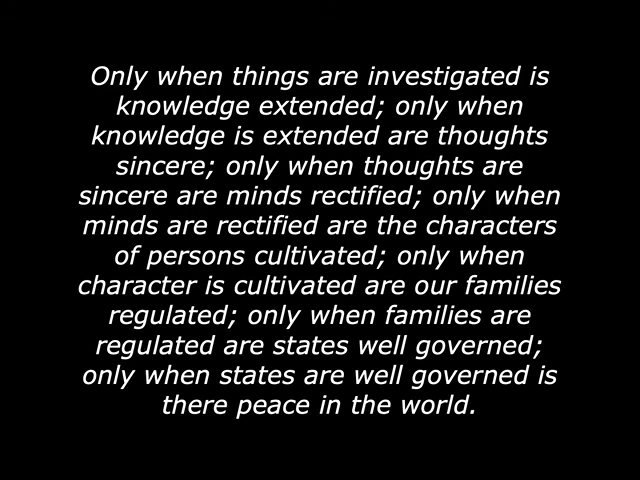 Only when things are investigated is
knowledge extended; only when
knowledge is extended are thoughts
sincere; only when thoughts are
sincere are minds rectified; only when
minds are rectified are the characters
of persons cultivated; only when
character is cultivated are our families
regulated; only when families are
regulated are states well governed;
only when states are well governed is
there peace in the world.